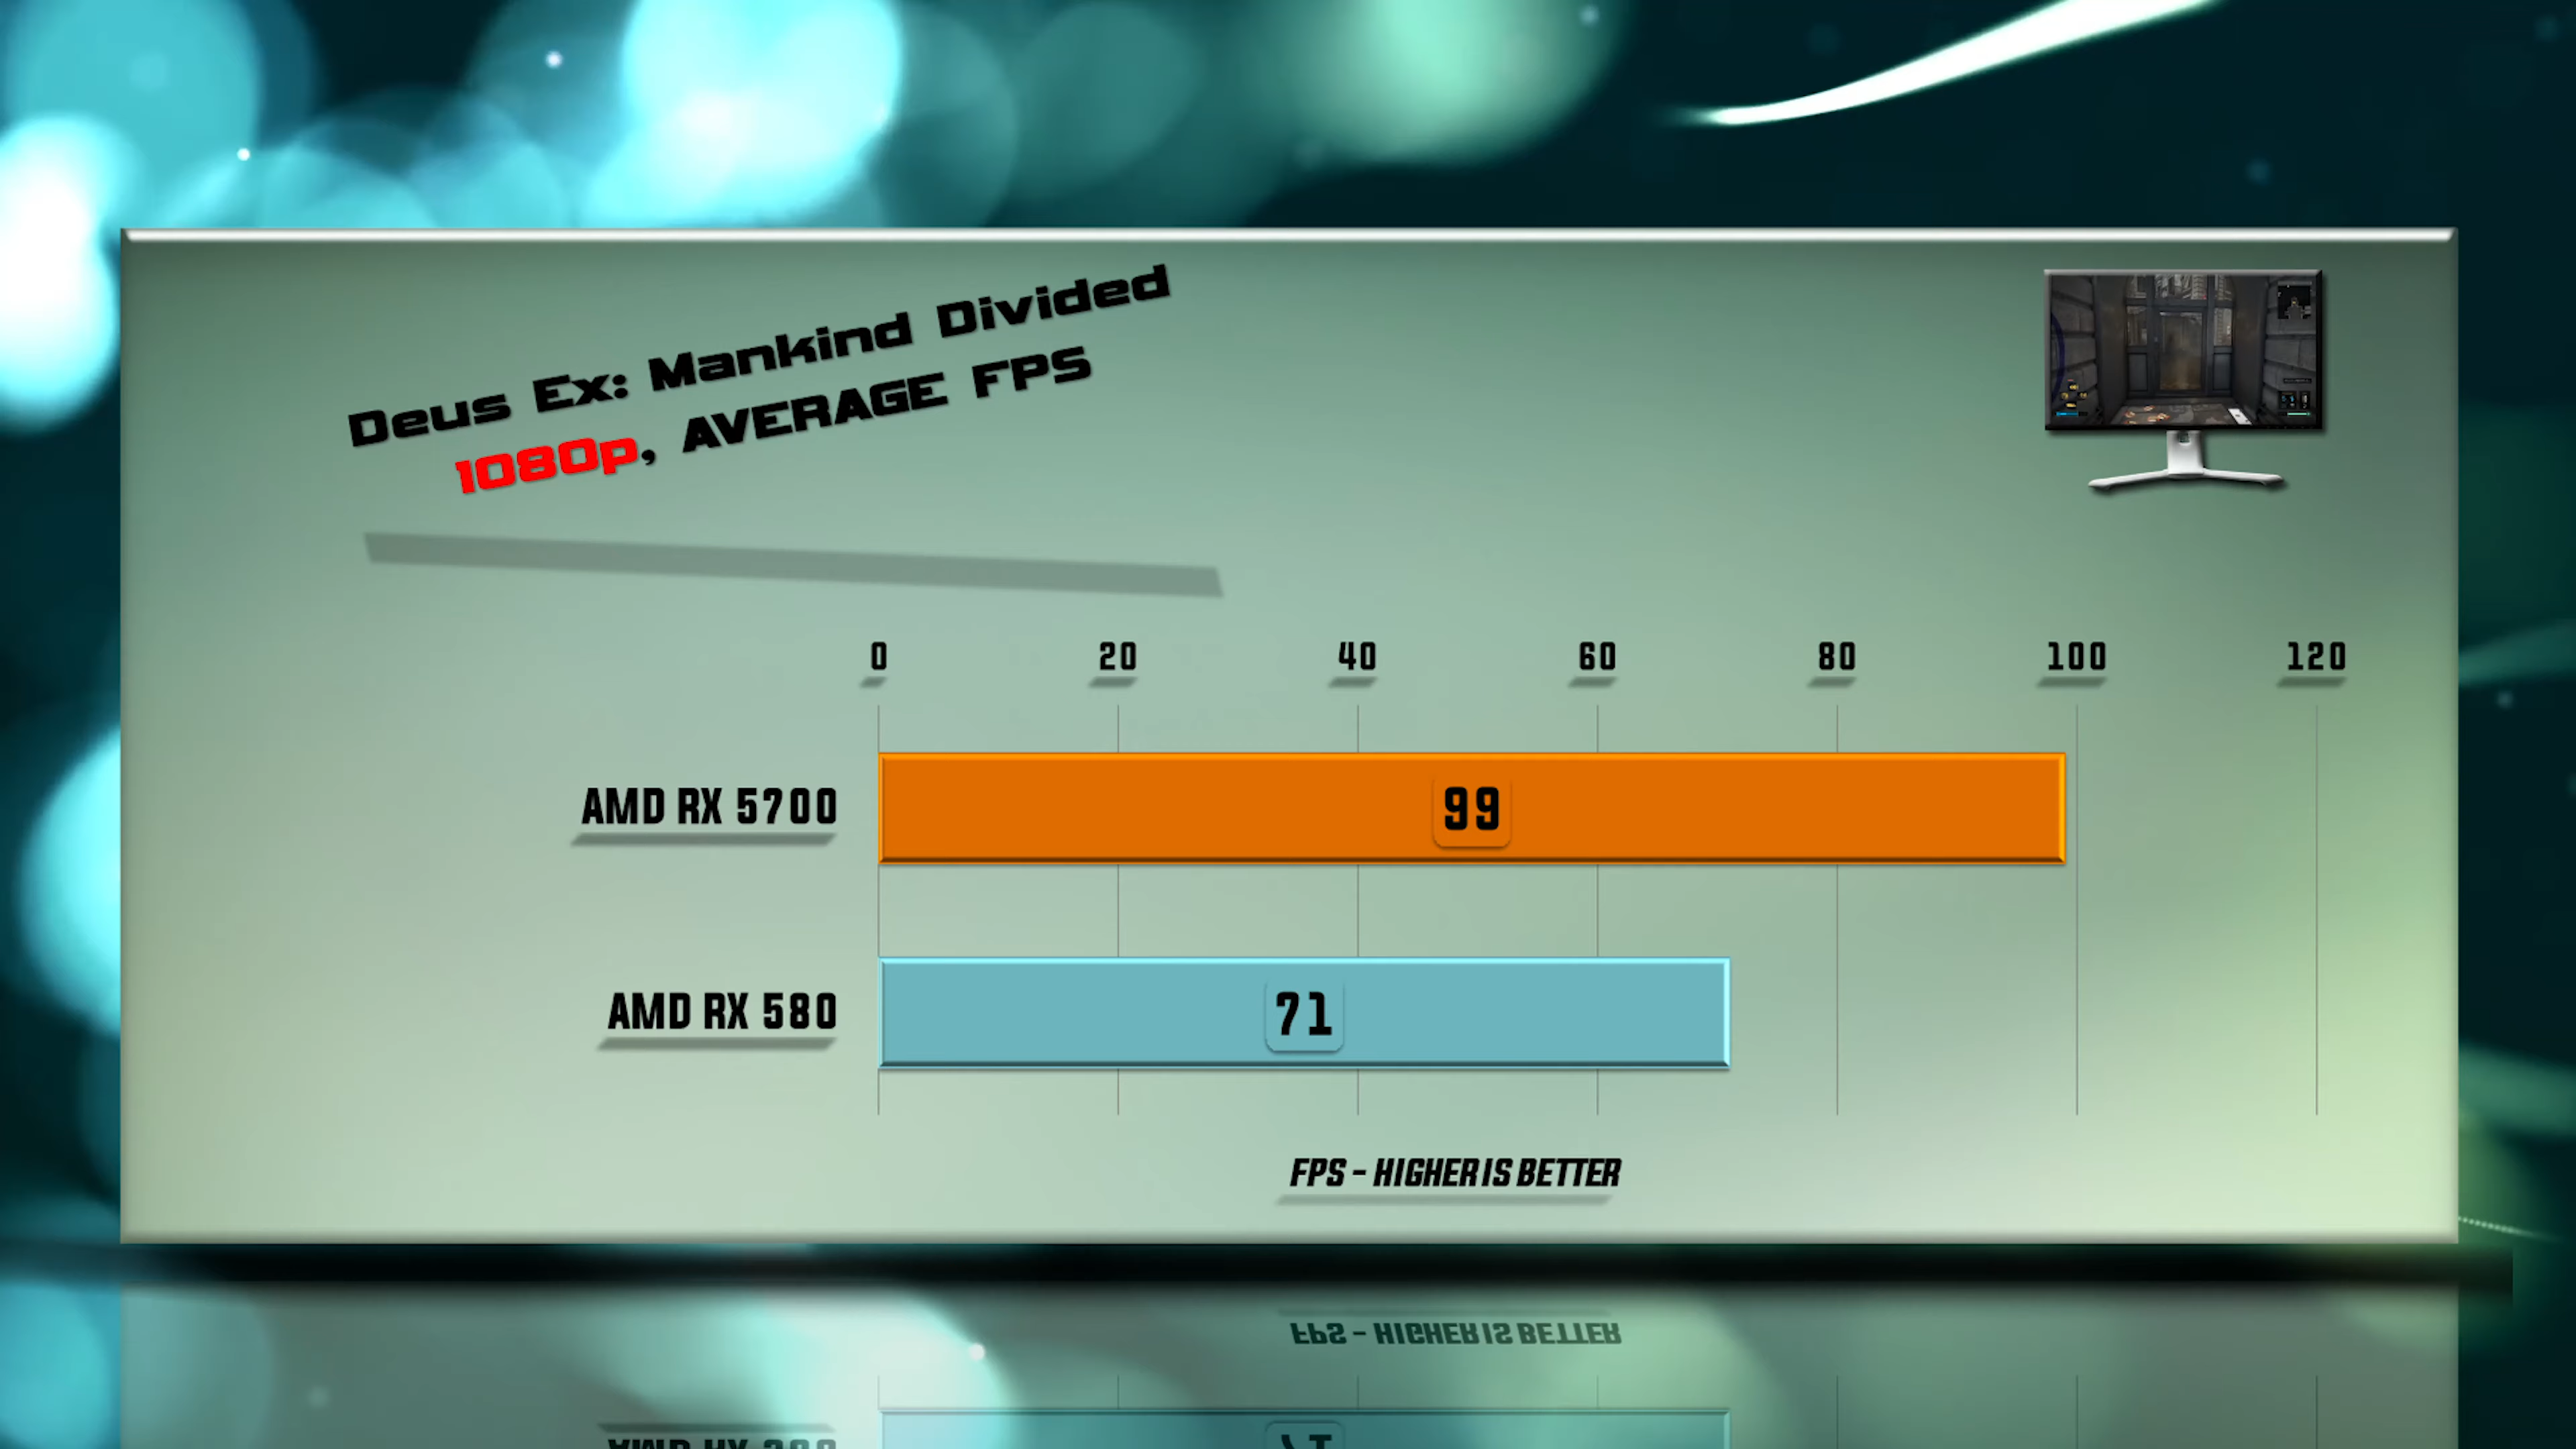 Deus Ex: Mankind Divided
1080p, AVERAGE FPS
0 20 40 60 80 100 120
AMD RX 5700 99
AMD RX 580 71
FPS - HIGHER IS BETTER